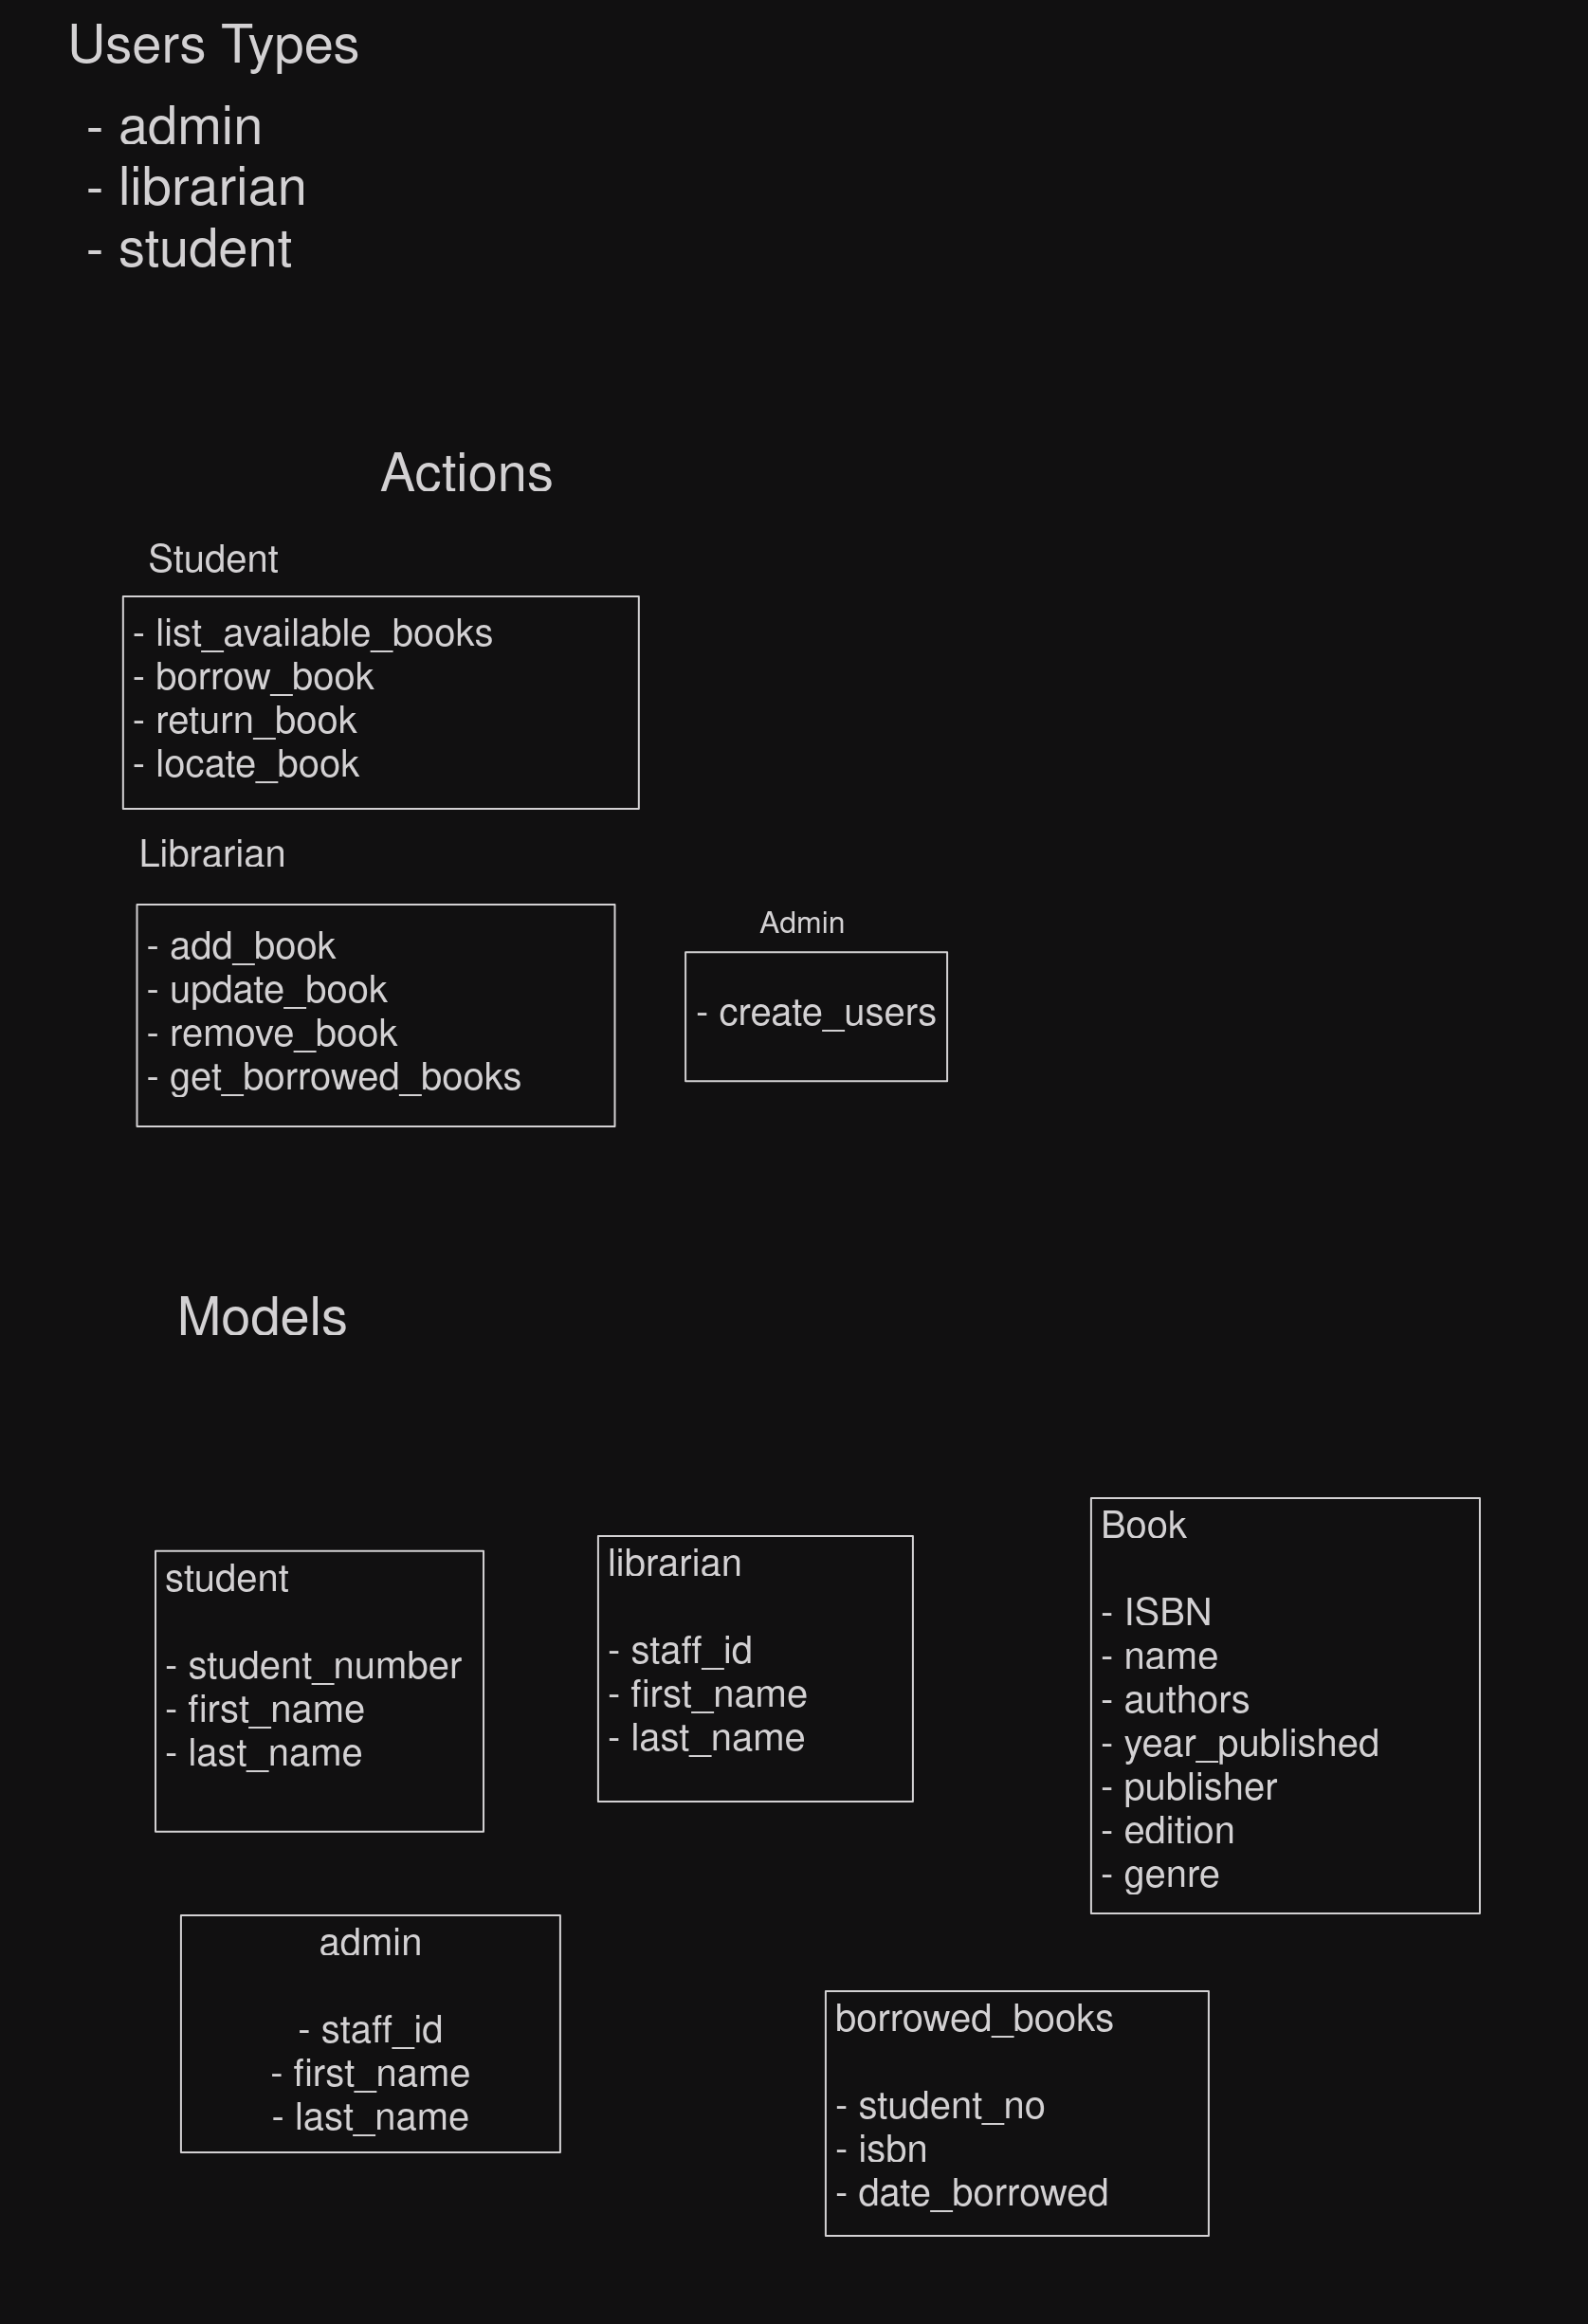 Users Types
- admin
- librarian
- student
Actions
Student
- list_available_books
- borrow_book
- return_book
- locate_book
Librarian
- add_book
- update_book
- remove_book
- get_borrowed_books
Admin
- create_users
Models
student
- student_number
- first_name
- last_name
librarian
- staff_id
- first_name
- last_name
Book
- ISBN
- name
- authors
- year_published
- publisher
- edition
- genre
admin
- staff_id
- first_name
- last_name
borrowed_books
- student_no
- isbn
- date_borrowed